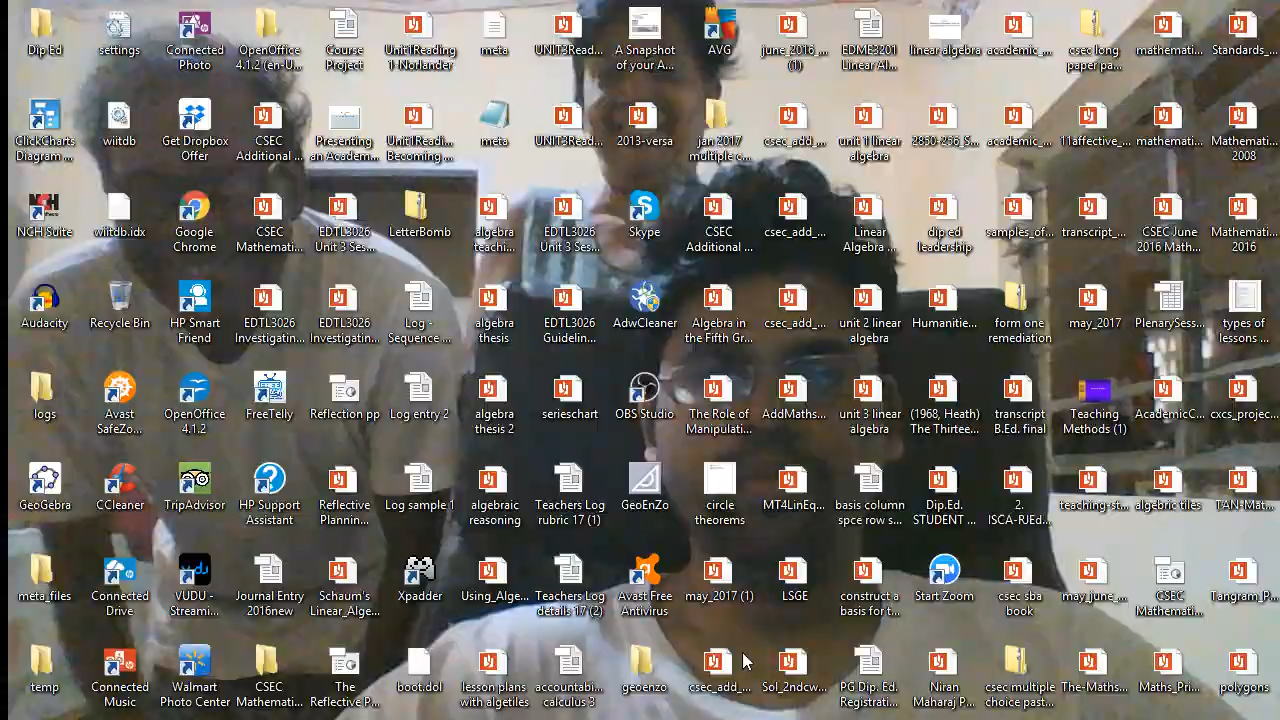 Dip Ed
settings
Connected
Photo
OpenOffice
4.1.2 (en-U...
Course
Project
Unit1Reading
1-Norlander
meta
UNIT3Read...
A Snapshot
of your A...
AVG
june_2016_...
(1)
EDME3201
Linear Al...
linear algebra
academic_...
csec long
paper pa...
mathemati...
Standards_...
ClickCharts
Diagram ...
wiitdb
Get Dropbox
Offer
CSEC
Additional ...
Presenting
an Academ...
Unit1Readi...
Becoming ...
meta
UNIT3Read...
2013-versa
jan 2017
multiple c...
csec_add_...
unit 1 linear
algebra
2850-256_S...
academic_...
11affective_...
mathemati...
Mathemati...
2008
NCH Suite
wiitdb.idx
Google
Chrome
CSEC
Mathemati...
EDTL3026
Unit 3 Ses...
LetterBomb
algebra
teachi...
EDTL3026
Unit 3 Ses...
Skype
CSEC
Additional ...
csec_add_...
Linear
Algebra ...
dip ed
leadership
samples_of...
transcript_...
CSEC June
2016 Math...
Mathemati...
2016
Audacity
Recycle Bin
HP Smart
Friend
EDTL3026
Investigatin...
EDTL3026
Investigatin...
Log -
Sequence ...
algebra
thesis
EDTL3026
Guidelin...
AdwCleaner
Algebra in
the Fifth Gr...
csec_add_...
unit 2 linear
algebra
Humanitie...
form one
remediation
may_2017
PlenarySess...
types of
lessons ...
logs
Avast
SafeZo...
OpenOffice
4.1.2
FreeTelly
Reflection pp
Log entry 2
algebra
thesis 2
serieschart
OBS Studio
The Role of
Manipulati...
AddMaths...
unit 3 linear
algebra
(1968, Heath)
The Thirtee...
transcript
B.Ed. final
Teaching
Methods (1)
AcademicC...
cxcs_projec...
GeoGebra
CCleaner
TripAdvisor
HP Support
Assistant
Reflective
Plannin...
Log sample 1
algebraic
reasoning
Teachers Log
rubric 17 (1)
GeoEnZo
circle
theorems
MT4LinEq...
basis column
spce row s...
Dip.Ed.
STUDENT ...
2.
ISCA-RJEd...
teaching-st...
algebric tiles
TAN-Mat...
meta_files
Connected
Drive
VUDU -
Streami...
Journal Entry
2016new
Schaum's
Linear_Alge...
Xpadder
Using_Alge...
Teachers Log
details 17 (2)
Avast Free
Antivirus
may_2017 (1)
LSGE
construct a
basis for t...
Start Zoom
csec sba
book
may_june_...
CSEC
Mathemati...
Tangram_P...
temp
Connected
Music
Walmart
Photo Center
CSEC
Mathemati...
The
Reflective P...
boot.dol
lesson plans
with algetiles
accountabi...
calculus 3
geoenzo
csec_add_...
Sol_2ndcw...
PG Dip. Ed.
Registrati...
Niran
Maharaj P...
csec multiple
choice past...
The-Maths...
Maths_Pri...
polygons